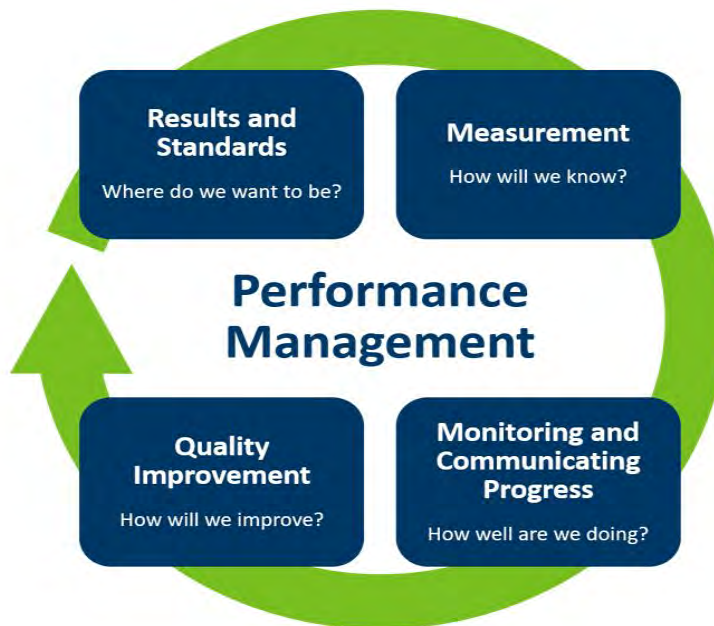 Results and
Standards
Where do we want to be?
Measurement
How will we know?
Performance
Management
Quality
Improvement
How will we improve?
Monitoring and
Communicating
Progress
How well are we doing?